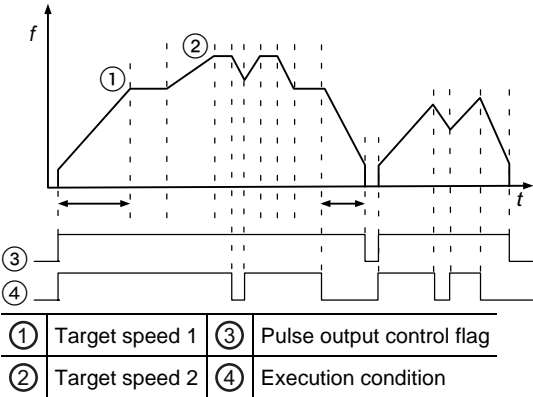 f
②
①
t
③
④
① Target speed 1 ③ Pulse output control flag
② Target speed 2 ④ Execution condition